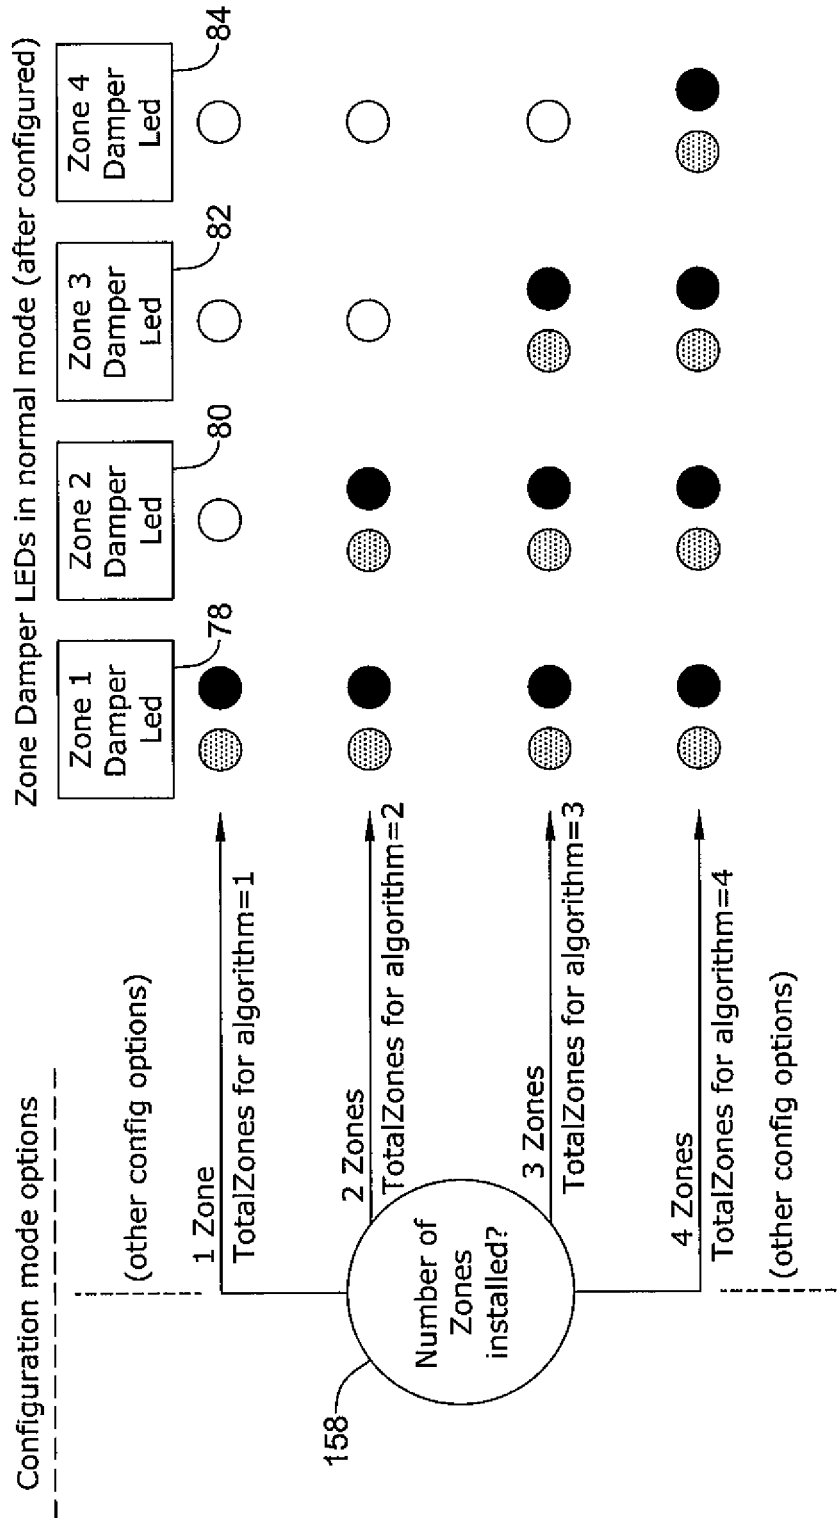 Configuration mode options
Zone Damper LEDs in normal mode (after configured)
Zone 1
Damper
Led
78
Zone 2
Damper
Led
80
Zone 3
Damper
Led
82
Zone 4
Damper
Led
84
(other config options)
1 Zone
TotalZones for algorithm=1
2 Zones
TotalZones for algorithm=2
158
Number of
Zones
installed?
3 Zones
TotalZones for algorithm=3
4 Zones
TotalZones for algorithm=4
(other config options)